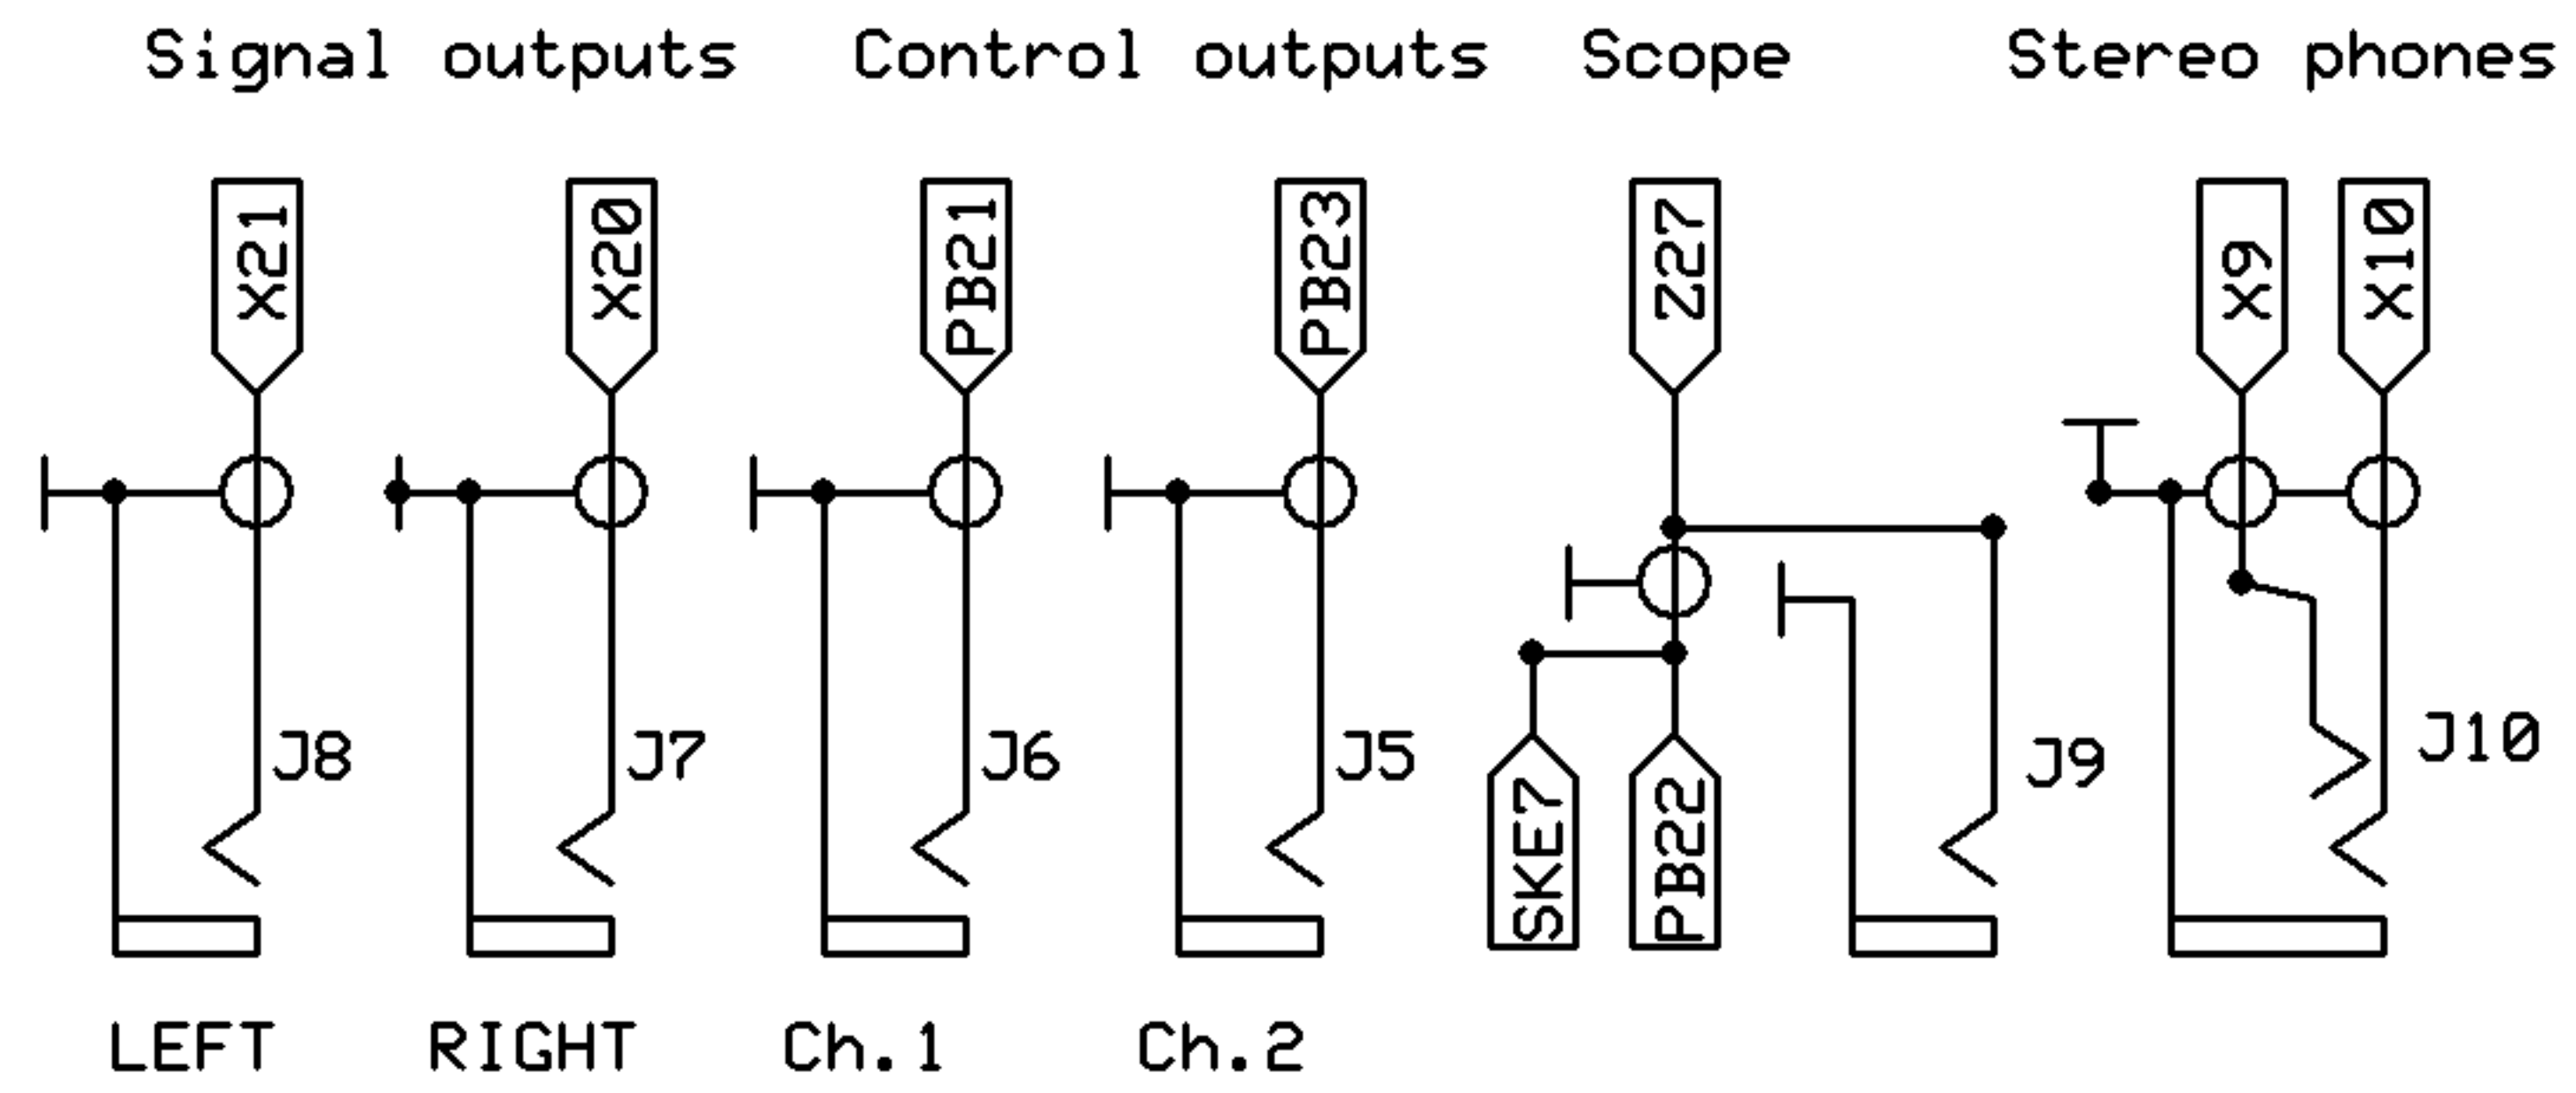 Signal outputs Control outputs Scope Stereo phones
X21 X20 PB21 PB23 Z27 X9 X10
J8 J7 J6 J5 J9 J10
SKE7 PB22
LEFT RIGHT Ch.1 Ch.2